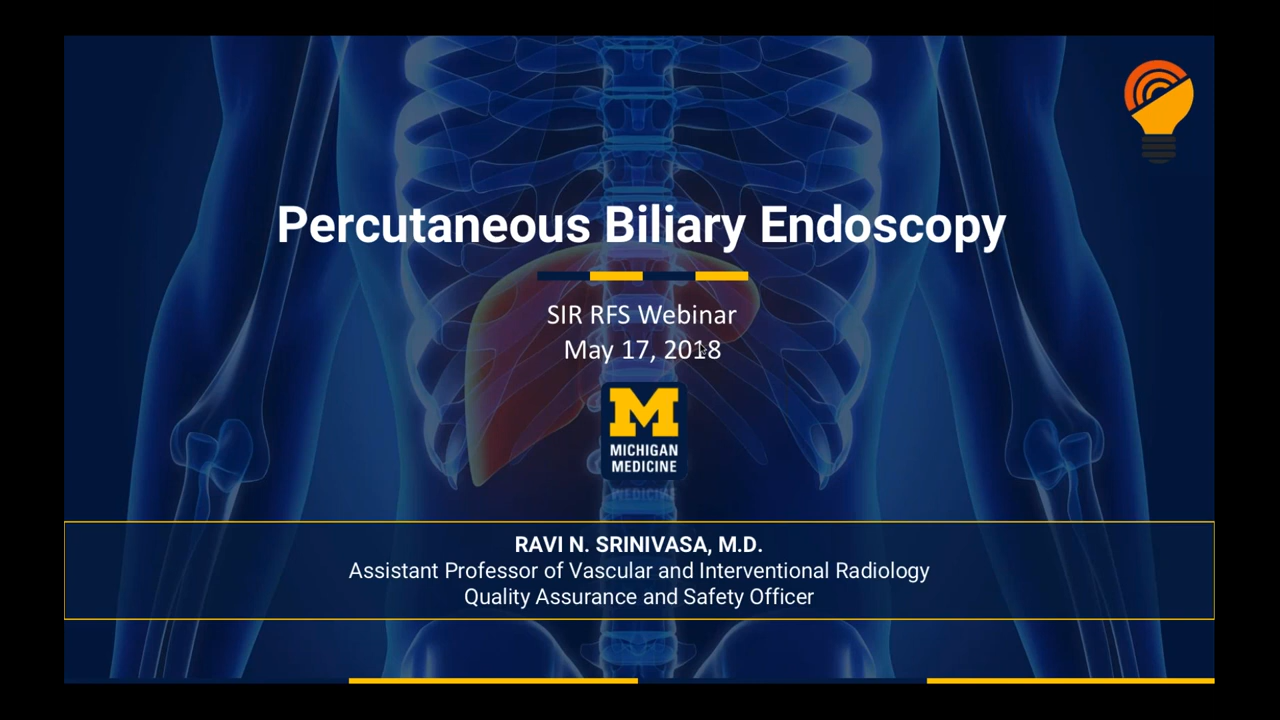 Percutaneous Biliary Endoscopy
SIR RFS Webinar
May 17, 2018
M
MICHIGAN
MEDICINE
RAVI N. SRINIVASA, M.D.
Assistant Professor of Vascular and Interventional Radiology
Quality Assurance and Safety Officer